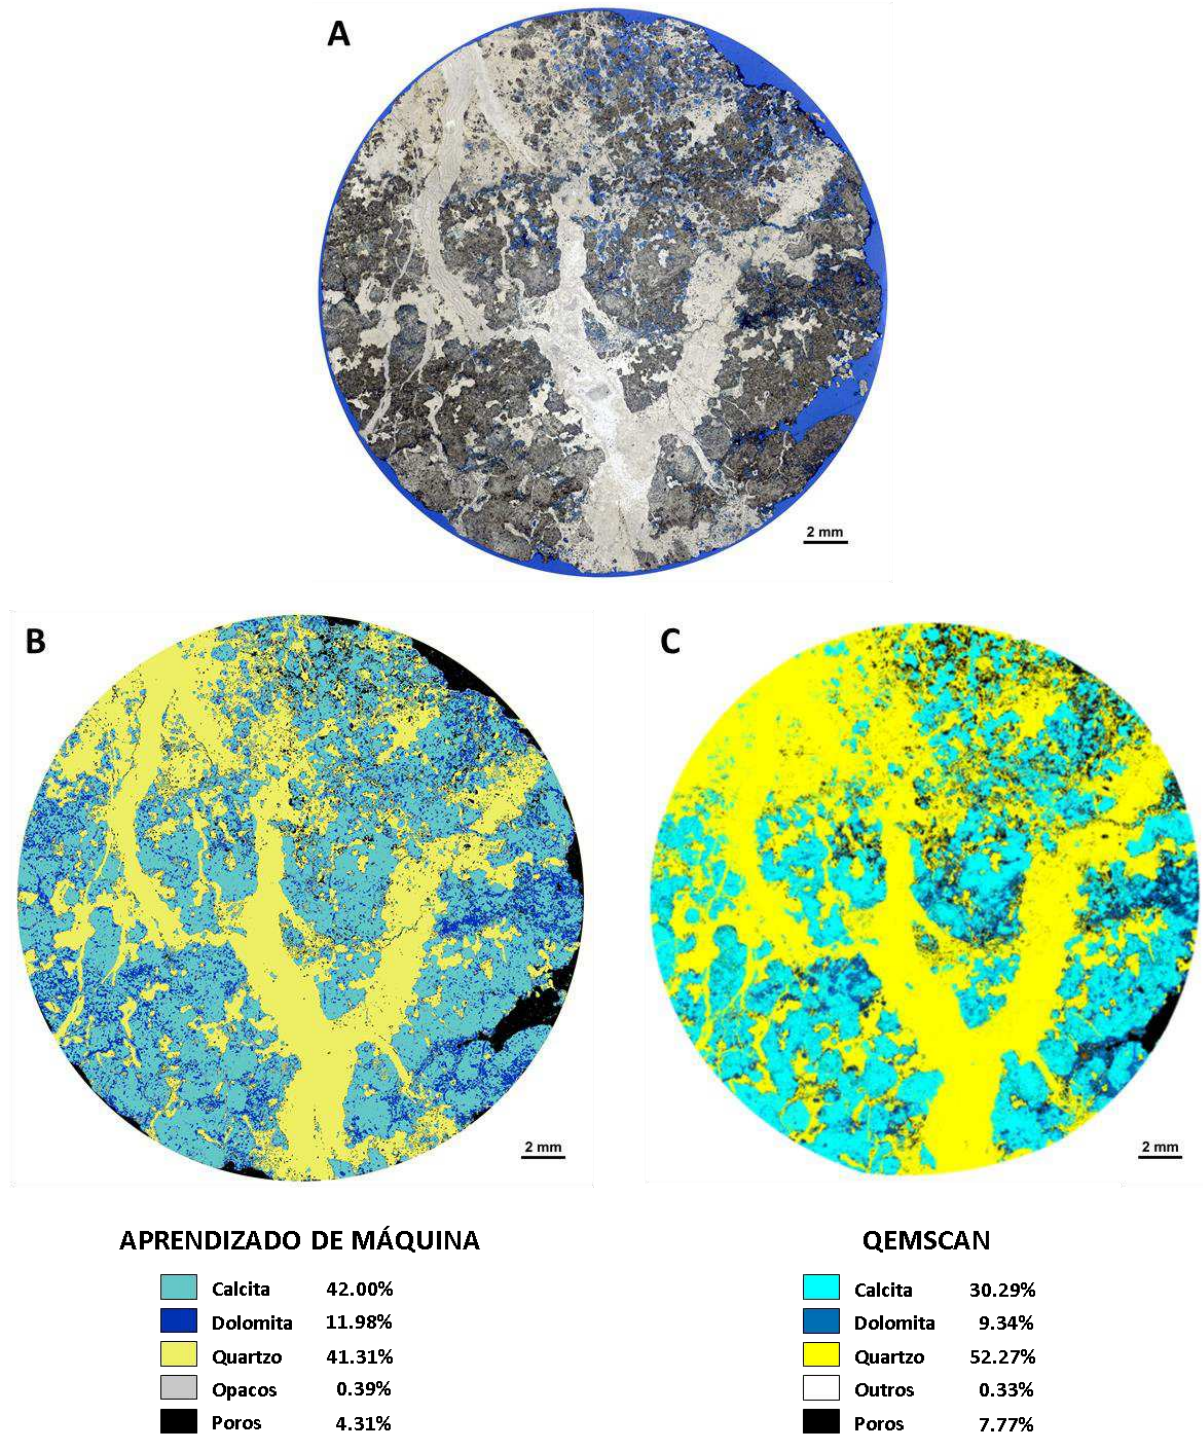 A
2 mm
B
C
2 mm
2 mm
APRENDIZADO DE MÁQUINA
Calcita 42.00%
Dolomita 11.98%
Quartzo 41.31%
Opacos 0.39%
Poros 4.31%
QEMSCAN
Calcita 30.29%
Dolomita 9.34%
Quartzo 52.27%
Outros 0.33%
Poros 7.77%